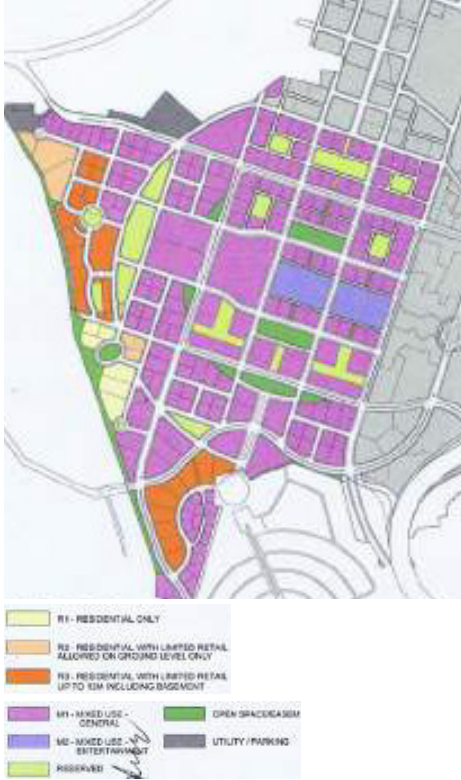 R1 - RESIDENTIAL ONLY
R2 - RESIDENTIAL WITH LIMITED RETAIL
ALLOWED ON GROUND LEVEL ONLY
R3 - RESIDENTIAL WITH LIMITED RETAIL
UP TO INCLUDING BASEMENT
M1 - MIXED USE -
GENERAL
M2 - MIXED USE -
ENTERTAINMENT
RESERVED
OPEN SPACE/EASEM
UTILITY / PARKING